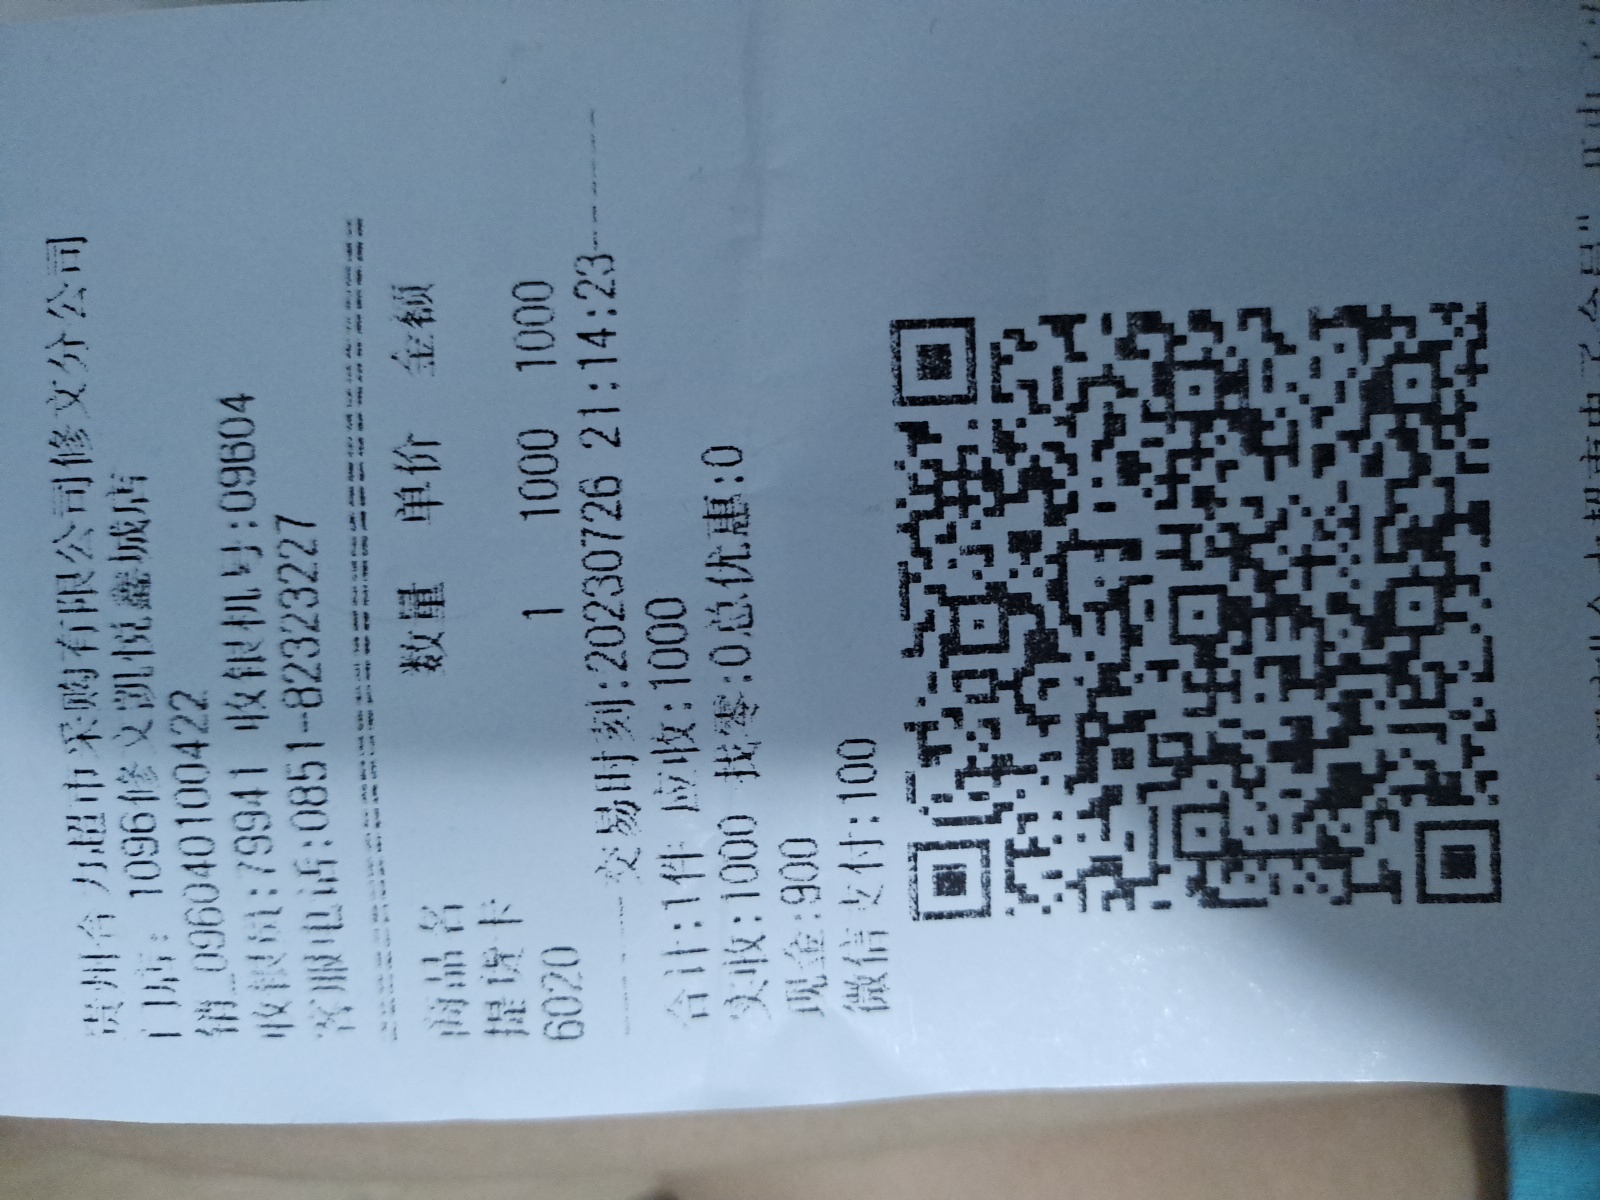 贵州合力超市采购有限公司修文分公司
门店: 1096修文凯悦鑫城店
销_0960401100422
收银员:79941 收银机号:09604
客服电话:0851-82323227
商品名 数量 单价 金额
提货卡
6020 1 1000 1000
交易时刻:20230726 21:14:23
合计:1件 应收:1000
实收:1000 找零:0总优惠:0
现金:900
微信支付:100